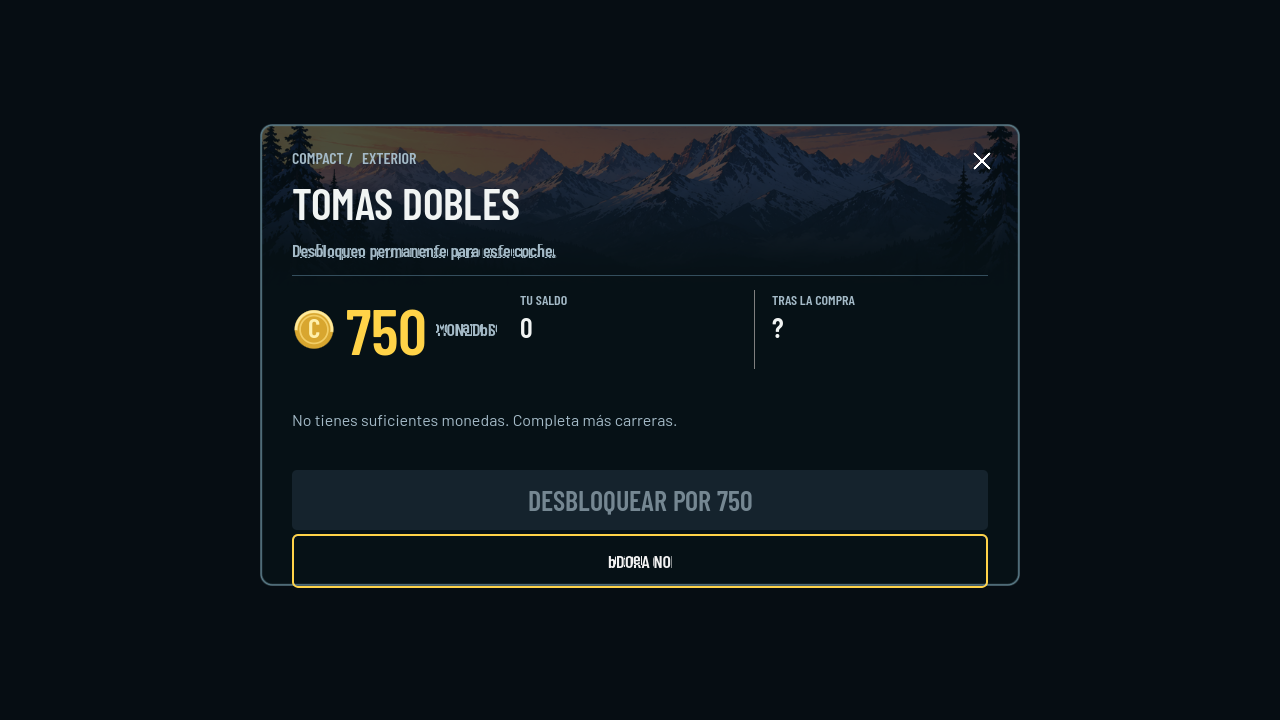 COMPACT / EXTERIOR
TOMAS DOBLES
Desbloqueo permanente para este coche.
C 750
TU SALDO
0
TRAS LA COMPRA
?
No tienes suficientes monedas. Completa más carreras.
DESBLOQUEAR POR 750
NO